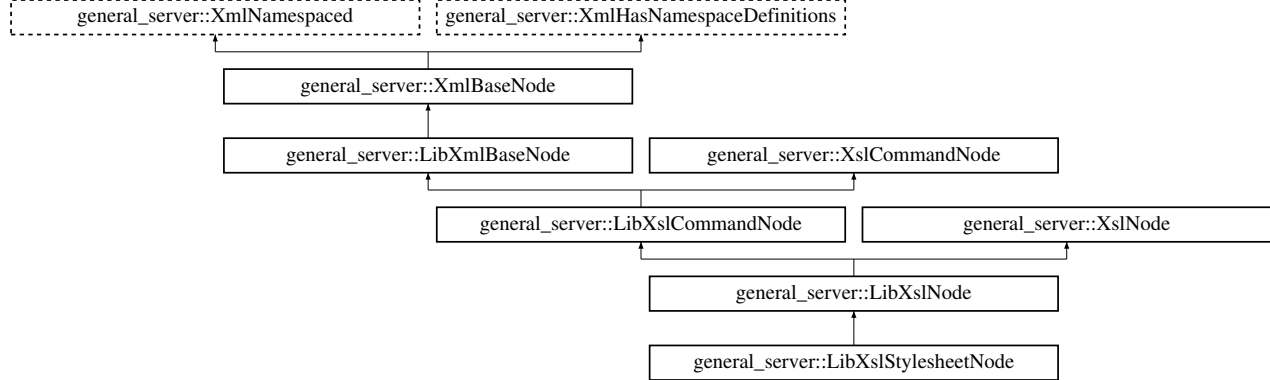 general_server::XmlNamespaced
general_server::XmlHasNamespaceDefinitions
general_server::XmlBaseNode
general_server::LibXmlBaseNode
general_server::XslCommandNode
general_server::LibXslCommandNode
general_server::XslNode
general_server::LibXslNode
general_server::LibXslStylesheetNode